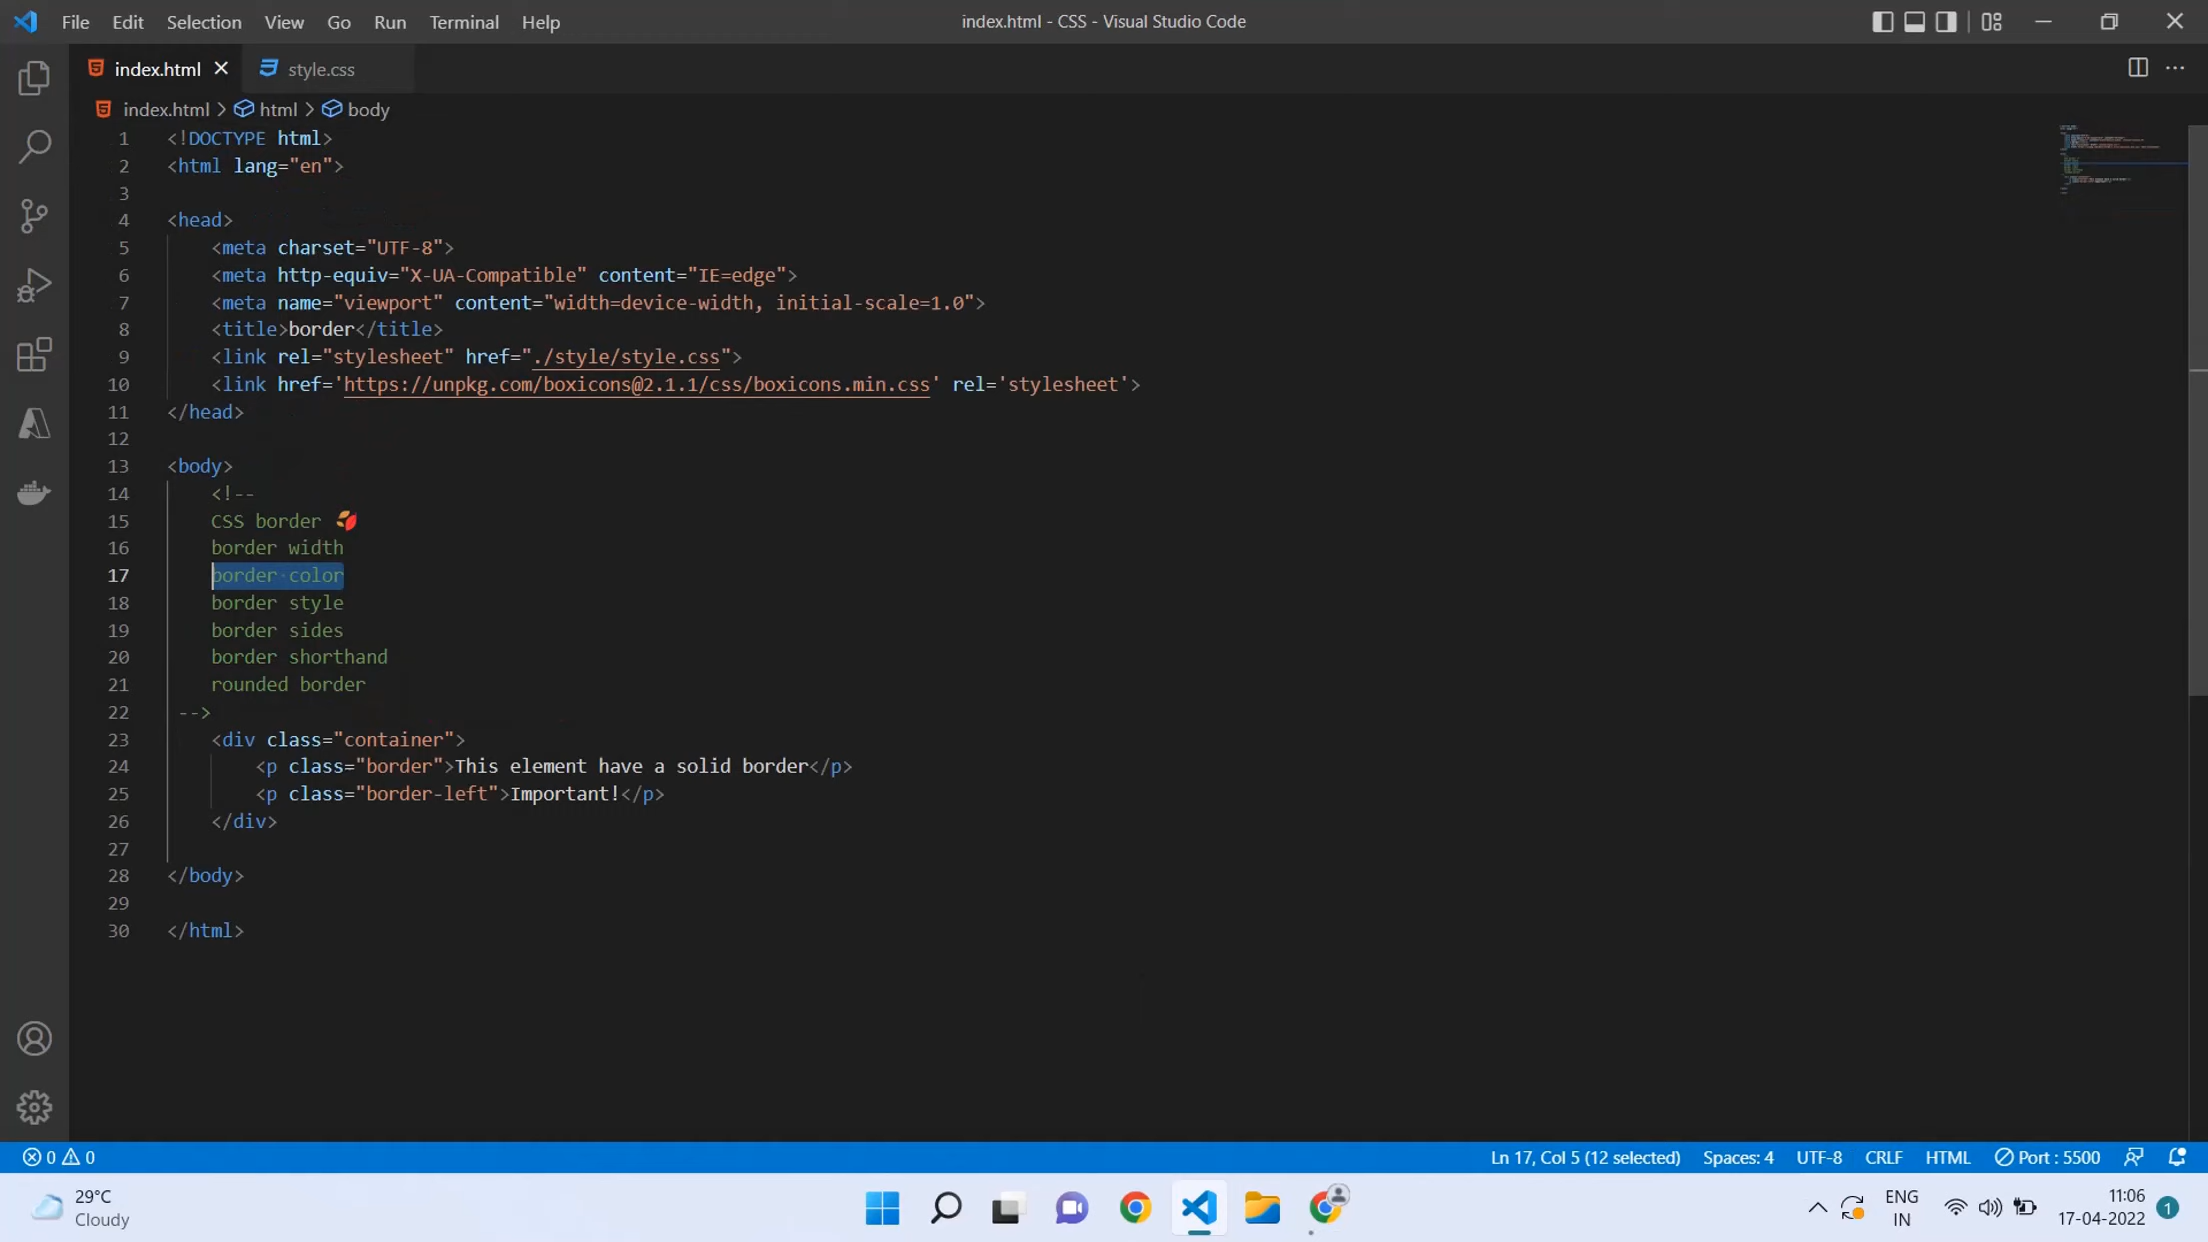 File Edit Selection View Go Run Terminal Help index.html - CSS - Visual Studio Code
index.html style.css
index.html > html > body
1 <!DOCTYPE html>
2 <html lang="en">
3
4 <head>
5 <meta charset="UTF-8">
6 <meta http-equiv="X-UA-Compatible" content="IE=edge">
7 <meta name="viewport" content="width=device-width, initial-scale=1.0">
8 <title>border</title>
9 <link rel="stylesheet" href="./style/style.css">
10 <link href='https://unpkg.com/boxicons@2.1.1/css/boxicons.min.css' rel='stylesheet'>
11 </head>
12
13 <body>
14 <!--
15 CSS border 🍂
16 border width
17 border color
18 border style
19 border sides
20 border shorthand
21 rounded border
22 -->
23 <div class="container">
24 <p class="border">This element have a solid border</p>
25 <p class="border-left">Important!</p>
26 </div>
27
28 </body>
29
30 </html>
0 0 Ln 17, Col 5 (12 selected) Spaces: 4 UTF-8 CRLF HTML Port : 5500
29°C
Cloudy
ENG
IN
11:06
17-04-2022
1